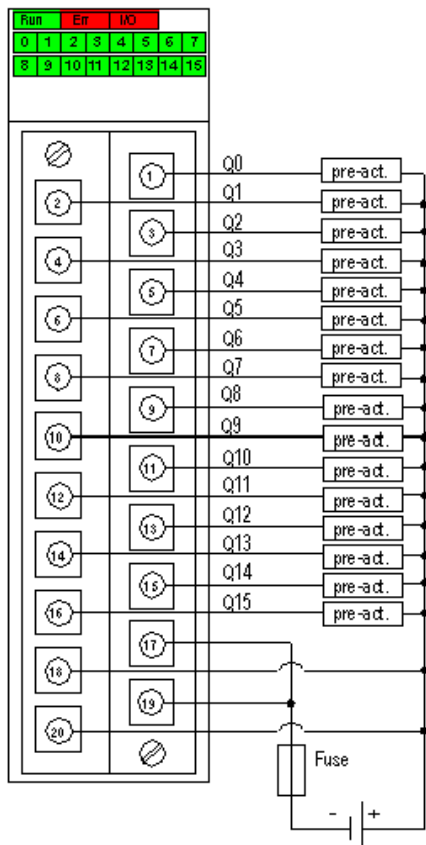 Run Err I/O
0 1 2 3 4 5 6 7
8 9 10 11 12 13 14 15
1 Q0 pre-act.
2 Q1 pre-act.
3 Q2 pre-act.
4 Q3 pre-act.
5 Q4 pre-act.
6 Q5 pre-act.
7 Q6 pre-act.
8 Q7 pre-act.
9 Q8 pre-act.
10 Q9 pre-act.
11 Q10 pre-act.
12 Q11 pre-act.
13 Q12 pre-act.
14 Q13 pre-act.
15 Q14 pre-act.
16 Q15 pre-act.
17
18
19
20
Fuse
- +